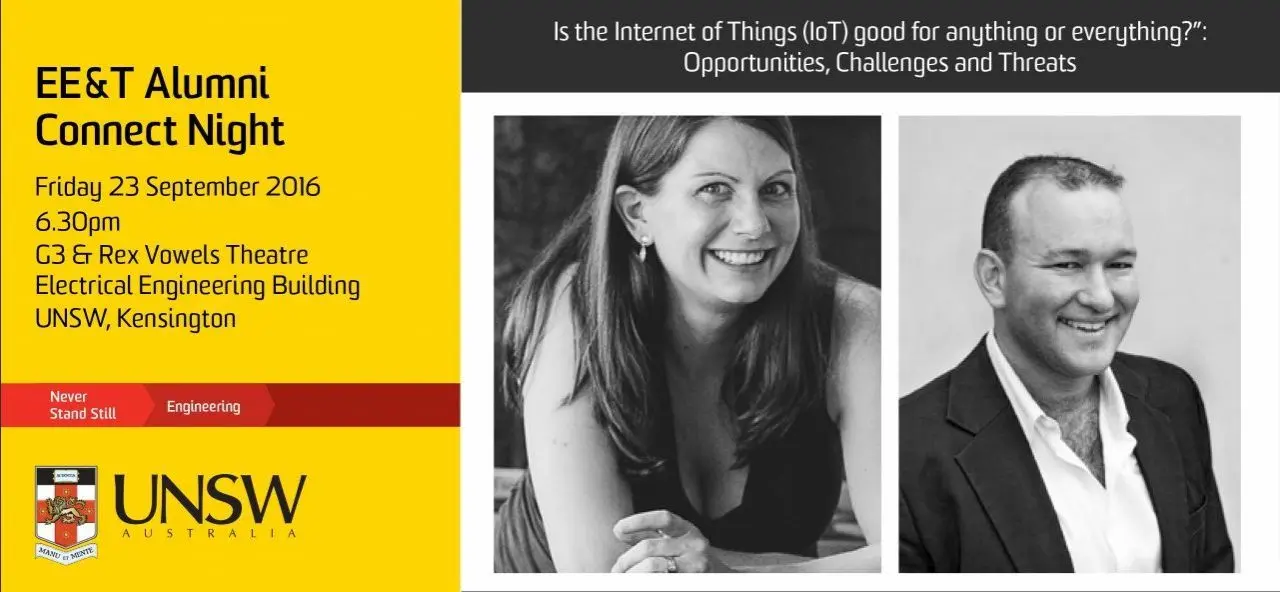 EE&T Alumni
Connect Night
Friday 23 September 2016
6.30pm
G3 & Rex Vowels Theatre
Electrical Engineering Building
UNSW, Kensington
Never
Stand Still
Engineering
SCIENTIA
MANU ET MENTE
UNSW
AUSTRALIA
Is the Internet of Things (IoT) good for anything or everything?”:
Opportunities, Challenges and Threats